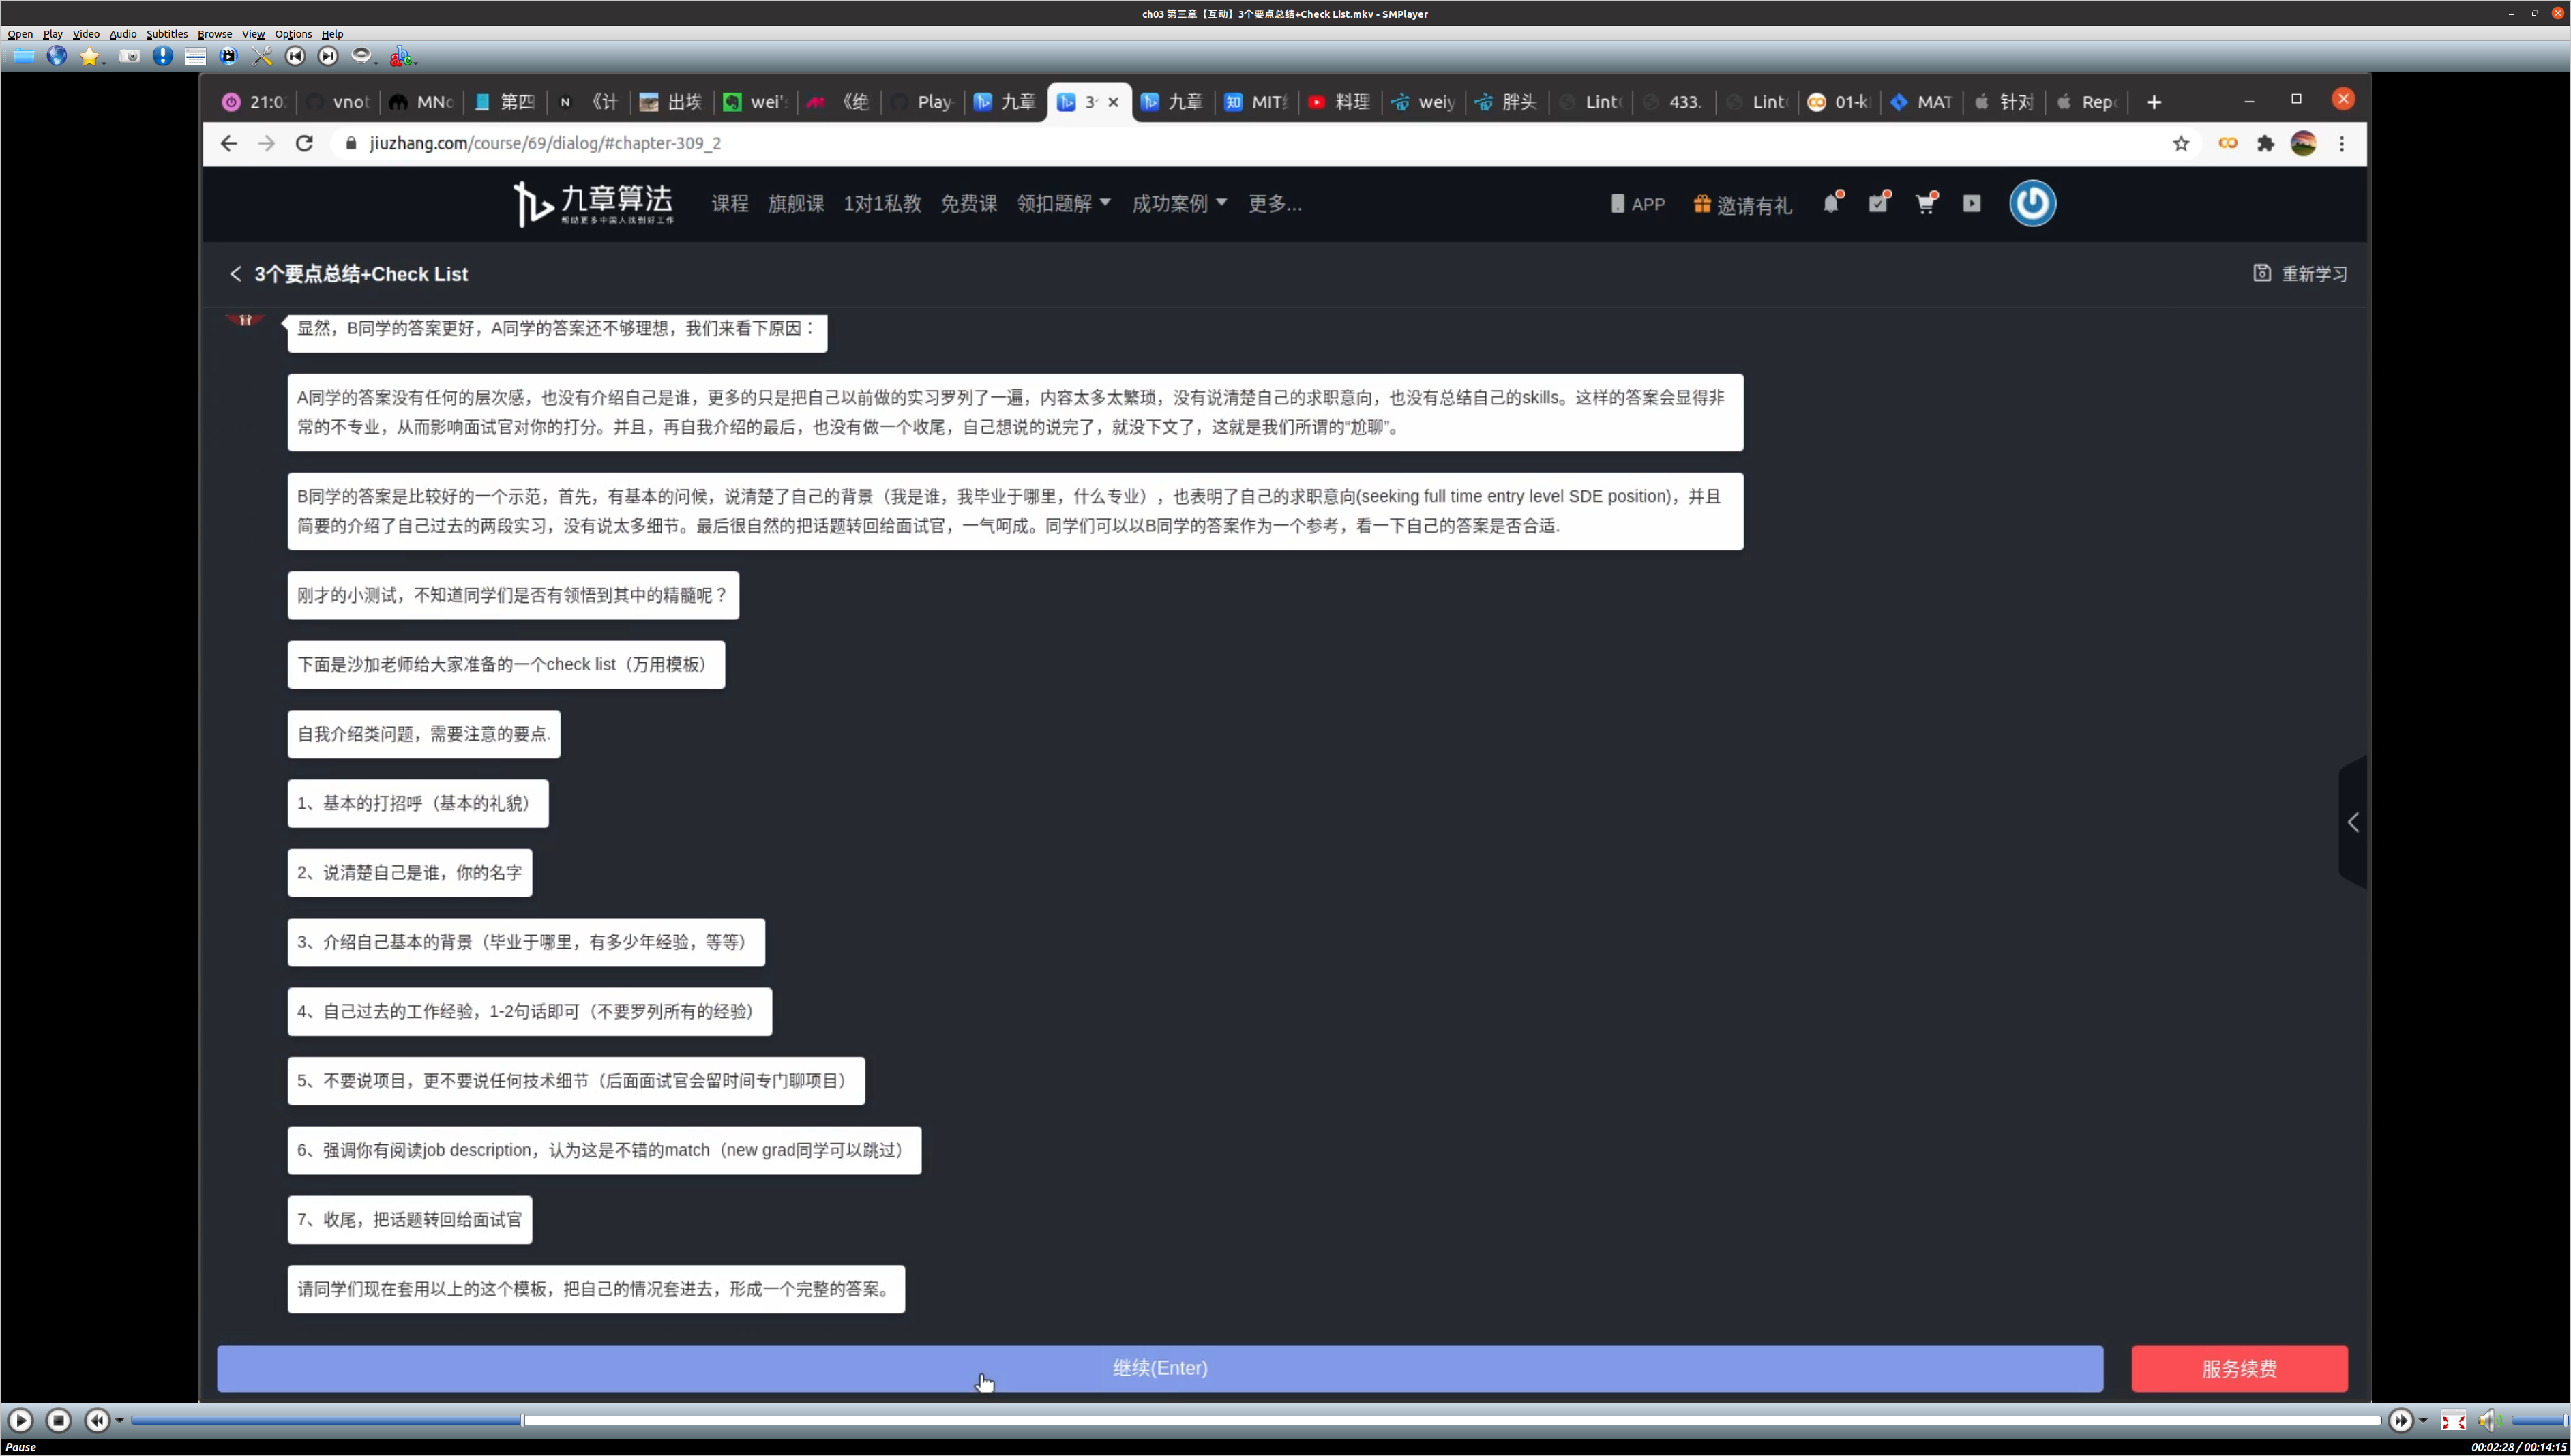 ch03 第三章【互动】3个要点总结+Check List.mkv - SMPlayer
Open Play Video Audio Subtitles Browse View Options Help
21:0 vnot MNo 第四 《计 出埃 wei's 《绝 Play- 九章 3 九章 MIT 料理 weiy 胖头 Lint 433. Lint 01-k MAT 针对 Rep
jiuzhang.com/course/69/dialog/#chapter-309_2
九章算法 课程 旗舰课 1对1私教 免费课 领扣题解 成功案例 更多... APP 邀请有礼
帮助更多中国人找到好工作
3个要点总结+Check List 重新学习
显然，B同学的答案更好，A同学的答案还不够理想，我们来看下原因：
A同学的答案没有任何的层次感，也没有介绍自己是谁，更多的只是把自己以前做的实习罗列了一遍，内容太多太繁琐，没有说清楚自己的求职意向，也没有总结自己的skills。这样的答案会显得非
常的不专业，从而影响面试官对你的打分。并且，再自我介绍的最后，也没有做一个收尾，自己想说的说完了，就没下文了，这就是我们所谓的“尬聊”。
B同学的答案是比较好的一个示范，首先，有基本的问候，说清楚了自己的背景（我是谁，我毕业于哪里，什么专业），也表明了自己的求职意向(seeking full time entry level SDE position)，并且
简要的介绍了自己过去的两段实习，没有说太多细节。最后很自然的把话题转回给面试官，一气呵成。同学们可以以B同学的答案作为一个参考，看一下自己的答案是否合适.
刚才的小测试，不知道同学们是否有领悟到其中的精髓呢？
下面是沙加老师给大家准备的一个check list（万用模板）
自我介绍类问题，需要注意的要点.
1、基本的打招呼（基本的礼貌）
2、说清楚自己是谁，你的名字
3、介绍自己基本的背景（毕业于哪里，有多少年经验，等等）
4、自己过去的工作经验，1-2句话即可（不要罗列所有的经验）
5、不要说项目，更不要说任何技术细节（后面面试官会留时间专门聊项目）
6、强调你有阅读job description，认为这是不错的match（new grad同学可以跳过）
7、收尾，把话题转回给面试官
请同学们现在套用以上的这个模板，把自己的情况套进去，形成一个完整的答案。
继续(Enter) 服务续费
Pause 00:02:28 / 00:14:15